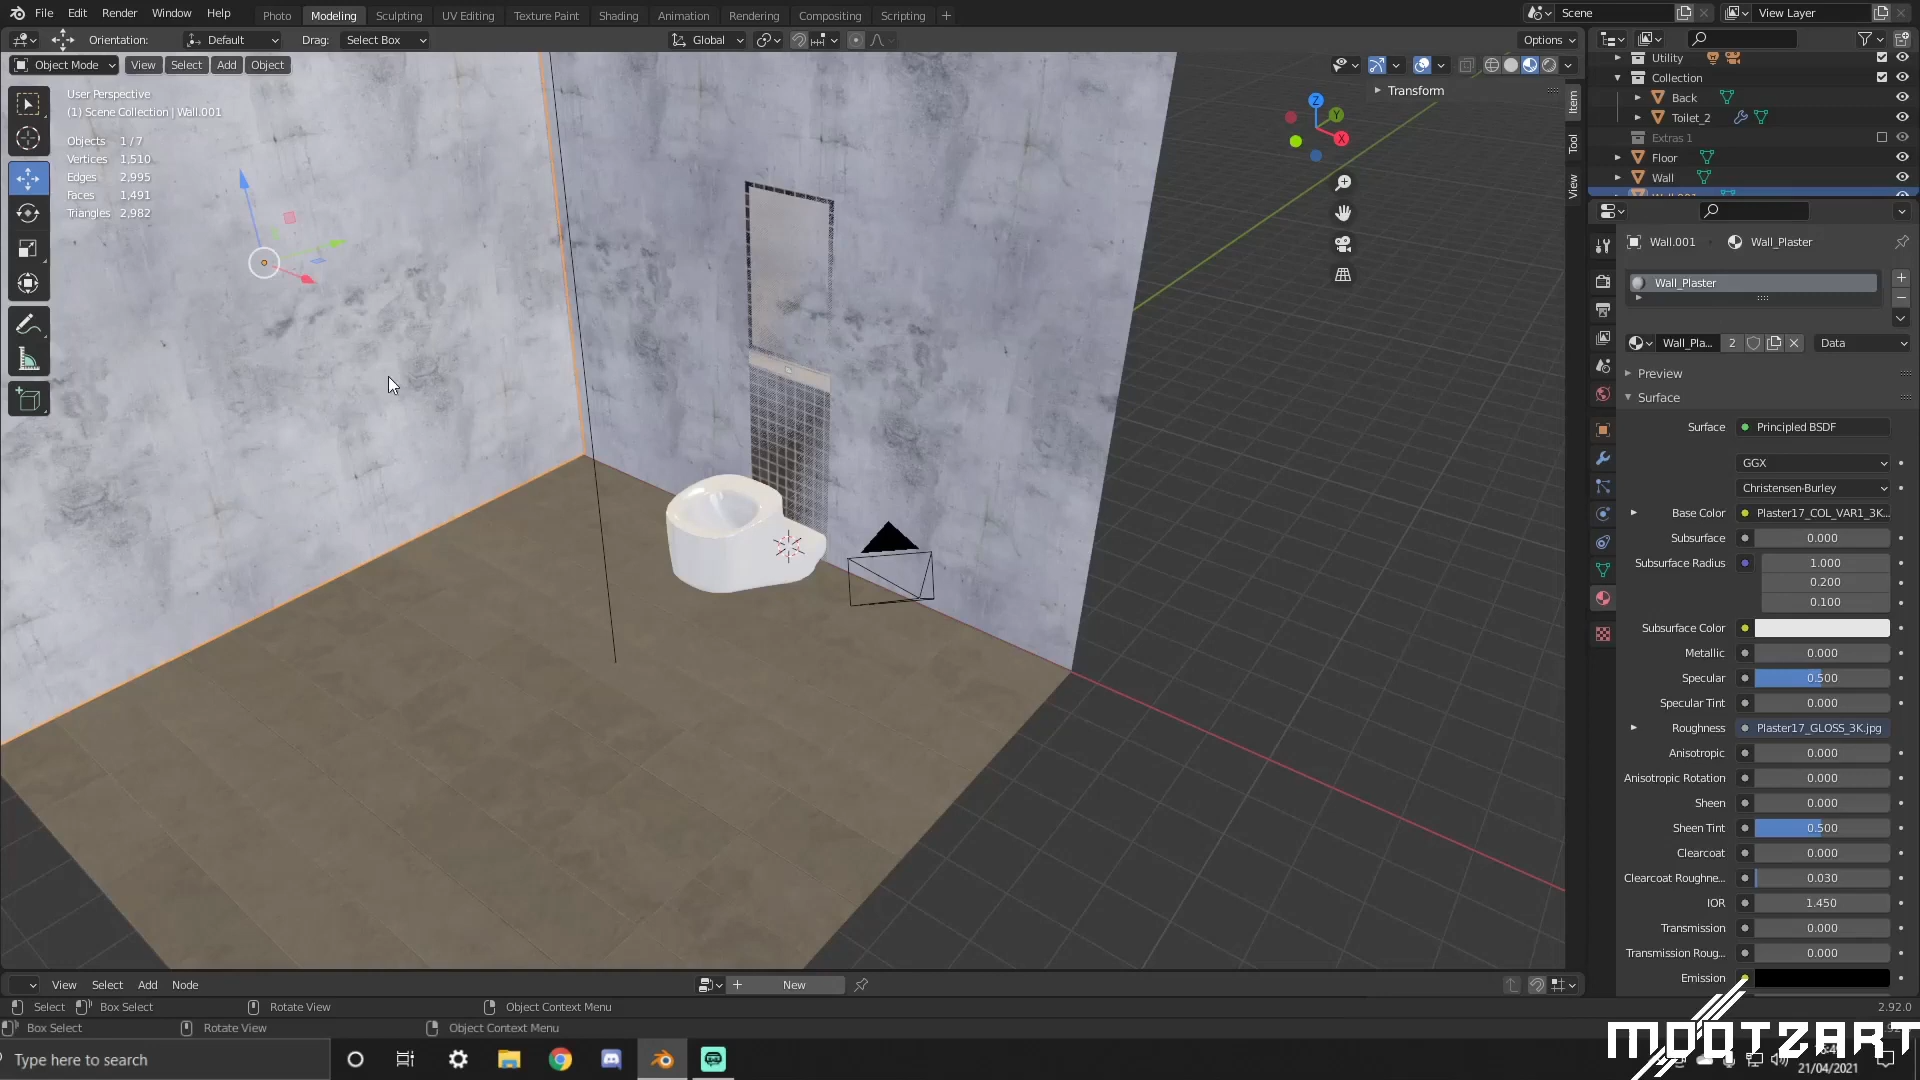 File Edit Render Window Help
Photo Modeling Sculpting UV Editing Texture Paint Shading Animation Rendering Compositing Scripting +
Scene
View Layer
Orientation: Default Drag: Select Box
Global
Options
Object Mode View Select Add Object
User Perspective
(1) Scene Collection | Wall.001
Objects 1 / 7
Vertices 1,510
Edges 2,995
Faces 1,491
Triangles 2,982
Z
Y
X
Transform
Item
Tool
View
Utility
Collection
Back
Toilet_2
Extras 1
Floor
Wall
Wall.001
Wall_Plaster
Wall_Plaster
Wall_Pla... 2 Data
Preview
Surface
Surface Principled BSDF
GGX
Christensen-Burley
Base Color Plaster17_COL_VAR1_3K...
Subsurface 0.000
Subsurface Radius 1.000
0.200
0.100
Subsurface Color
Metallic 0.000
Specular 0.500
Specular Tint 0.000
Roughness Plaster17_GLOSS_3K.jpg
Anisotropic 0.000
Anisotropic Rotation 0.000
Sheen 0.000
Sheen Tint 0.500
Clearcoat 0.000
Clearcoat Roughne... 0.030
IOR 1.450
Transmission 0.000
Transmission Roug... 0.000
Emission
View Select Add Node
New
Select Box Select Rotate View Object Context Menu
2.92.0
Box Select Rotate View Object Context Menu
MOQTZART
Type here to search
21/04/2021